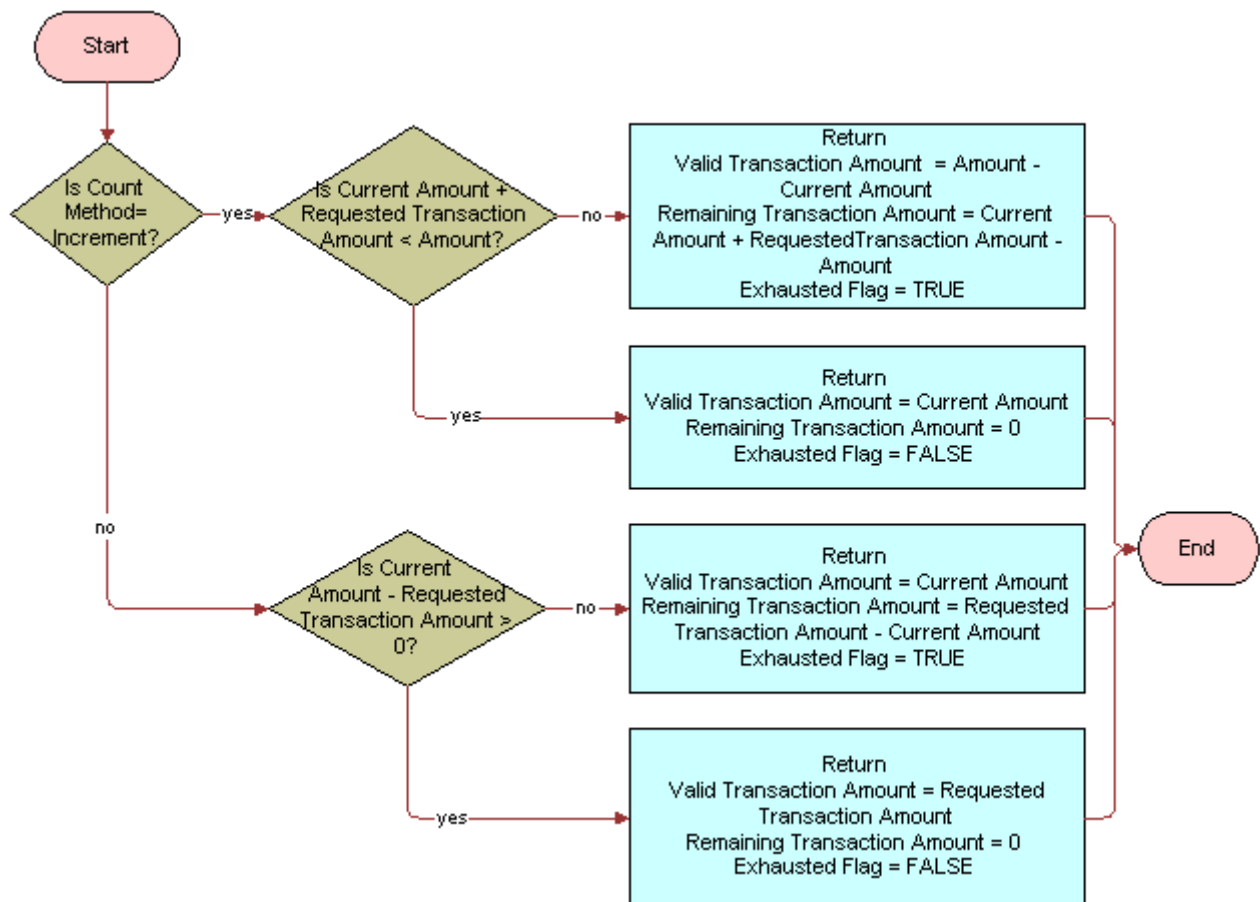 Start
Is Count
Method=
Increment?
yes
Is Current Amount +
Requested Transaction
Amount < Amount?
no
Return
Valid Transaction Amount  = Amount -
Current Amount
Remaining Transaction Amount = Current
Amount + RequestedTransaction Amount -
Amount
Exhausted Flag = TRUE
yes
Return
Valid Transaction Amount = Current Amount
Remaining Transaction Amount = 0
Exhausted Flag = FALSE
no
Is Current
Amount - Requested
Transaction Amount >
0?
no
Return
Valid Transaction Amount = Current Amount
Remaining Transaction Amount = Requested
Transaction Amount - Current Amount
Exhausted Flag = TRUE
yes
Return
Valid Transaction Amount = Requested
Transaction Amount
Remaining Transaction Amount = 0
Exhausted Flag = FALSE
End